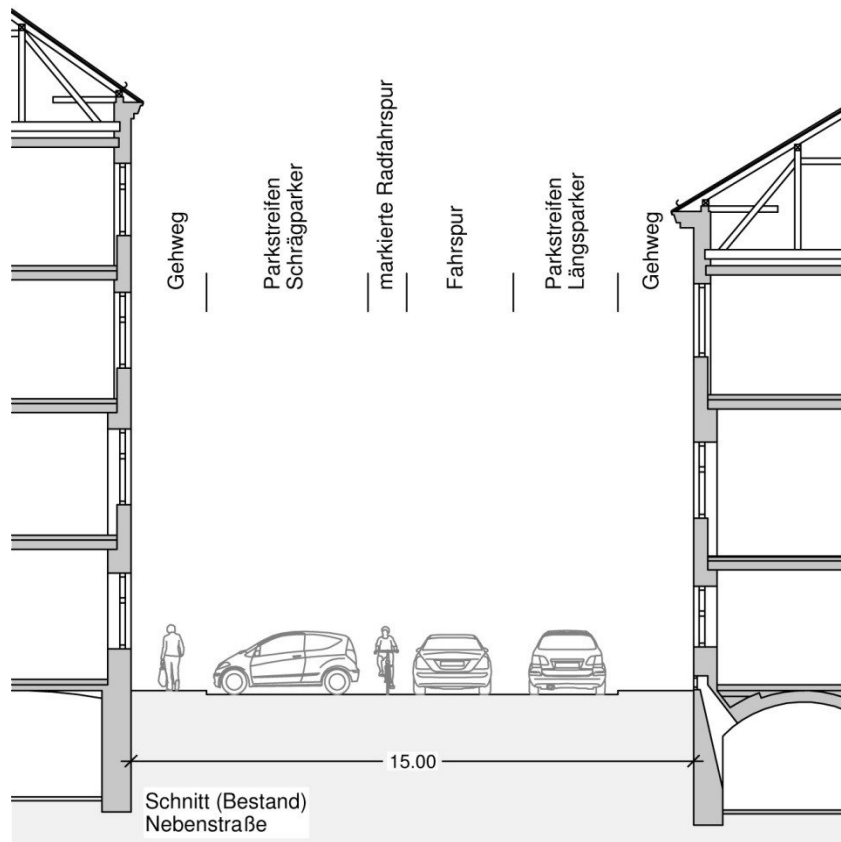 Gehweg
Parkstreifen
Schrägparker
markierte Radfahrspur
Fahrspur
Parkstreifen
Längsparker
Gehweg
15.00
Schnitt (Bestand)
Nebenstraße